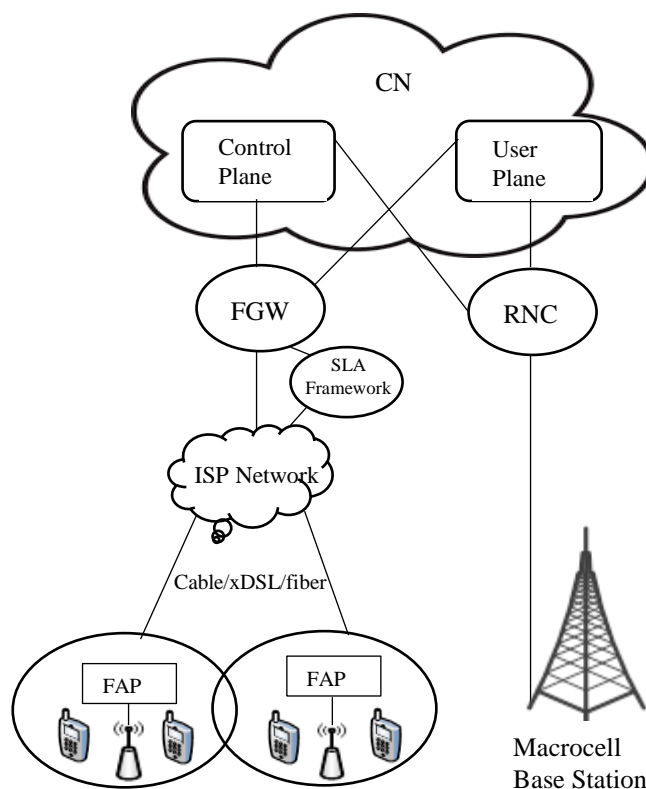 CN
Control
Plane
User
Plane
FGW
RNC
SLA
Framework
ISP Network
Cable/xDSL/fiber
FAP
FAP
Macrocell
Base Station